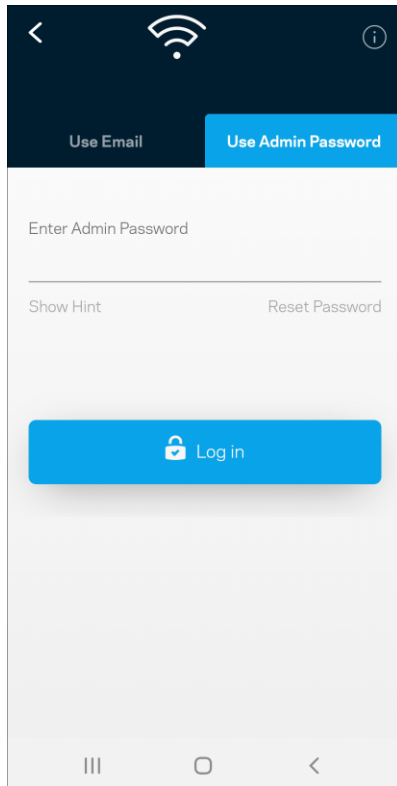 Use Email
Use Admin Password
Enter Admin Password
Show Hint
Reset Password
Log in